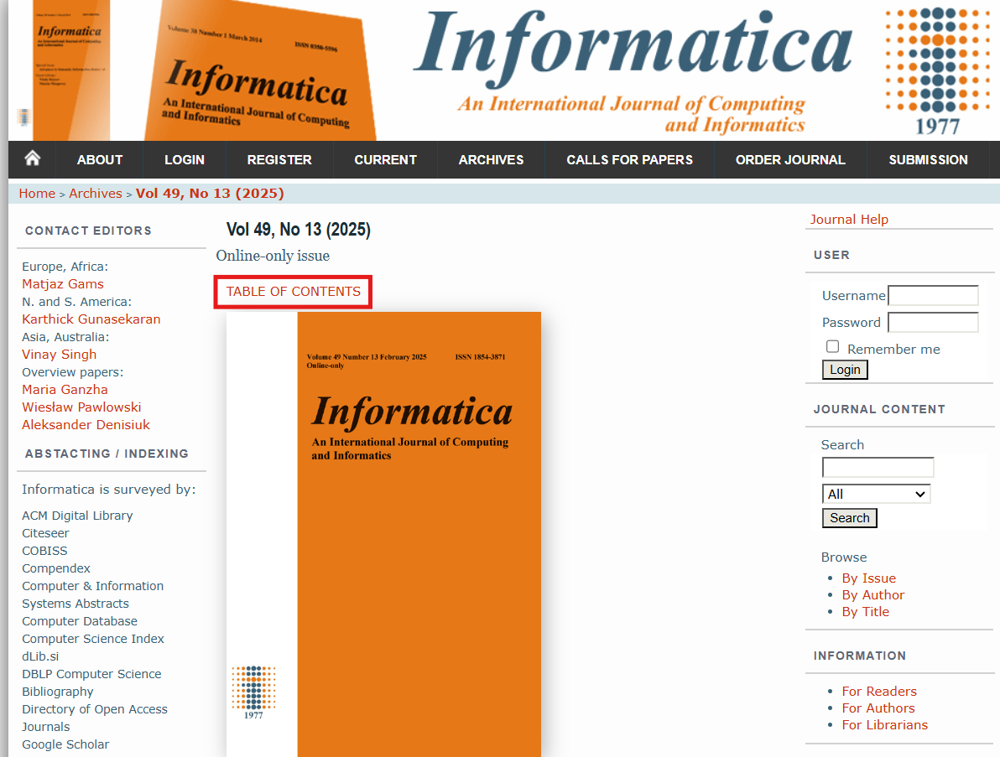 Informatica
An International Journal of Computing
and Informatics
Volume 38 Number 1 March 2014 ISSN 0350-5596
Informatica
An International Journal of Computing
and Informatics
Informatica
An International Journal of Computing
and Informatics
1977
ABOUT LOGIN REGISTER CURRENT ARCHIVES CALLS FOR PAPERS ORDER JOURNAL SUBMISSION
Home > Archives > Vol 49, No 13 (2025)
CONTACT EDITORS
Europe, Africa:
Matjaz Gams
N. and S. America:
Karthick Gunasekaran
Asia, Australia:
Vinay Singh
Overview papers:
Maria Ganzha
Wiesław Pawlowski
Aleksander Denisiuk
ABSTACTING / INDEXING
Informatica is surveyed by:
ACM Digital Library
Citeseer
COBISS
Compendex
Computer & Information
Systems Abstracts
Computer Database
Computer Science Index
dLib.si
DBLP Computer Science
Bibliography
Directory of Open Access
Journals
Google Scholar
Vol 49, No 13 (2025)
Online-only issue
TABLE OF CONTENTS
Volume 49 Number 13 February 2025 ISSN 1854-3871
Online-only
Informatica
An International Journal of Computing
and Informatics
1977
Journal Help
USER
Username
Password
Remember me
Login
JOURNAL CONTENT
Search
All
Search
Browse
• By Issue
• By Author
• By Title
INFORMATION
• For Readers
• For Authors
• For Librarians